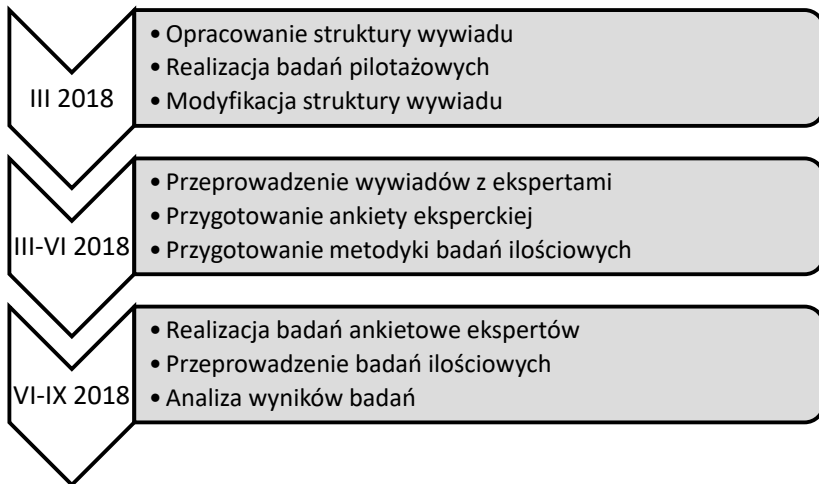 III 2018
• Opracowanie struktury wywiadu
• Realizacja badań pilotażowych
• Modyfikacja struktury wywiadu
III-VI 2018
• Przeprowadzenie wywiadów z ekspertami
• Przygotowanie ankiety eksperckiej
• Przygotowanie metodyki badań ilościowych
VI-IX 2018
• Realizacja badań ankietowe ekspertów
• Przeprowadzenie badań ilościowych
• Analiza wyników badań